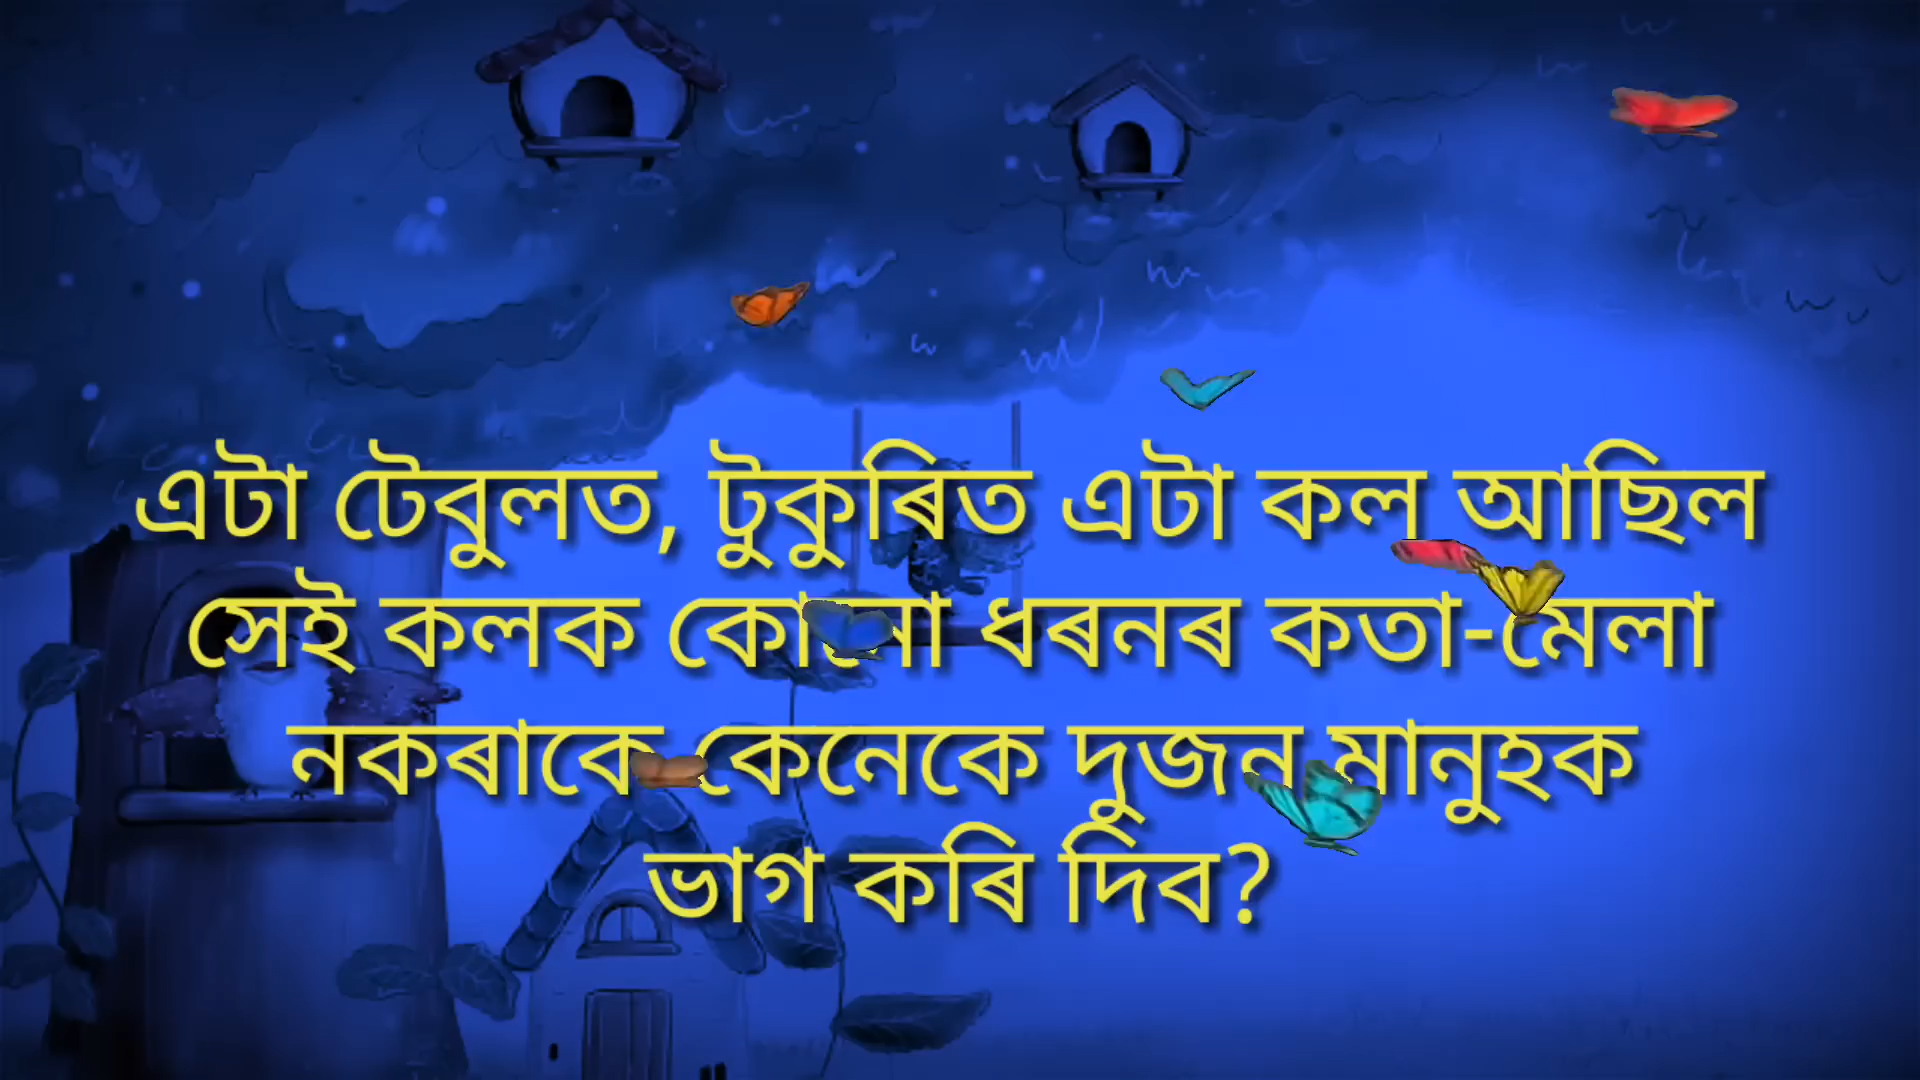 এটা টেবুলত, টুকুৰিত এটা কল আছিল
সেই কলক কোনো ধৰনৰ কতা-মেলা
নকৰাকে কেনেকে দুজন মানুহক
ভাগ কৰি দিব?